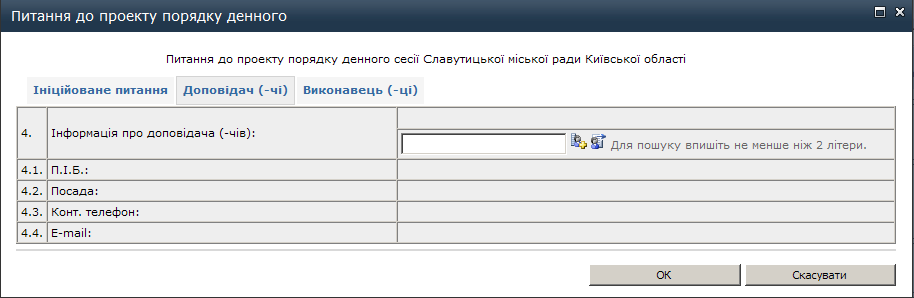 Питання до проекту порядку денного
Питання до проекту порядку денного сесії Славутицької міської ради Київської області
Ініційоване питання Доповідач (-чі) Виконавець (-ці)
4. Інформація про доповідача (-чів):
Для пошуку впишіть не менше ніж 2 літери.
4.1. П.І.Б.:
4.2. Посада:
4.3. Конт. телефон:
4.4. E-mail:
ОК Скасувати